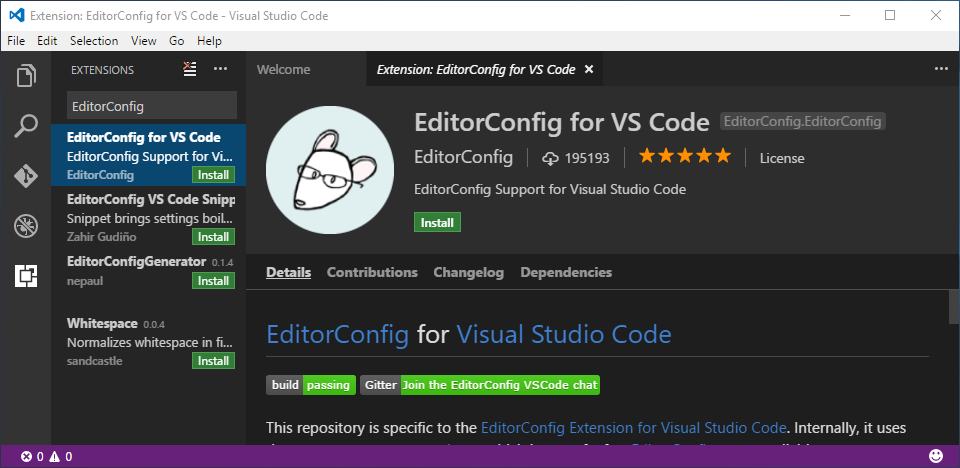 Extension: EditorConfig for VS Code - Visual Studio Code
File Edit Selection View Go Help
EXTENSIONS
EditorConfig
EditorConfig for VS Code
EditorConfig Support for Vi...
EditorConfig Install
EditorConfig VS Code Snipp
Snippet brings settings boil...
Zahir Gudiño Install
EditorConfigGenerator 0.1.4
nepaul Install
Whitespace 0.0.4
Normalizes whitespace in fi...
sandcastle Install
Welcome Extension: EditorConfig for VS Code
EditorConfig for VS Code EditorConfig.EditorConfig
EditorConfig 195193 License
EditorConfig Support for Visual Studio Code
Install
Details Contributions Changelog Dependencies
EditorConfig for Visual Studio Code
build passing Gitter Join the EditorConfig VSCode chat
This repository is specific to the EditorConfig Extension for Visual Studio Code. Internally, it uses
0 0